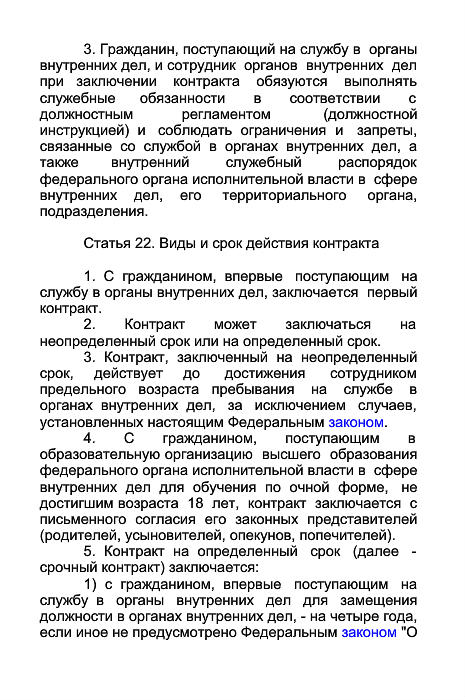 3. Гражданин, поступающий на службу в органы
внутренних дел, и сотрудник органов внутренних дел
при заключении контракта обязуются выполнять
служебные обязанности в соответствии с
должностным регламентом (должностной
инструкцией) и соблюдать ограничения и запреты,
связанные со службой в органах внутренних дел, а
также внутренний служебный распорядок
федерального органа исполнительной власти в сфере
внутренних дел, его территориального органа,
подразделения.
Статья 22. Виды и срок действия контракта
1. С гражданином, впервые поступающим на
службу в органы внутренних дел, заключается первый
контракт.
2. Контракт может заключаться на
неопределенный срок или на определенный срок.
3. Контракт, заключенный на неопределенный
срок, действует до достижения сотрудником
предельного возраста пребывания на службе в
органах внутренних дел, за исключением случаев,
установленных настоящим Федеральным законом.
4. С гражданином, поступающим в
образовательную организацию высшего образования
федерального органа исполнительной власти в сфере
внутренних дел для обучения по очной форме, не
достигшим возраста 18 лет, контракт заключается с
письменного согласия его законных представителей
(родителей, усыновителей, опекунов, попечителей).
5. Контракт на определенный срок (далее -
срочный контракт) заключается:
1) с гражданином, впервые поступающим на
службу в органы внутренних дел для замещения
должности в органах внутренних дел, - на четыре года,
если иное не предусмотрено Федеральным законом "О